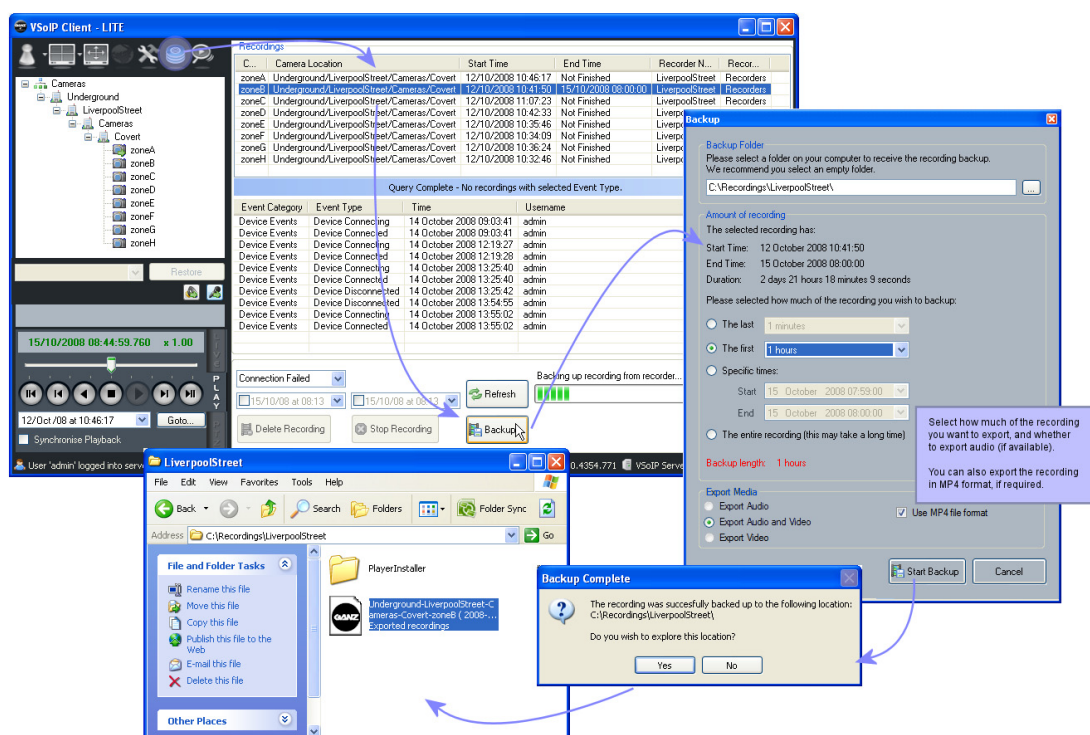 VSoIP Client - LITE
Cameras
Underground
LiverpoolStreet
Cameras
Covert
zoneA
zoneB
zoneC
zoneD
zoneE
zoneF
zoneG
zoneH
Restore
15/10/2008 08:44:59.760 x 1.00
LIVE
PLAY
12/Oct /08 at 10:46:17 Goto...
Synchronise Playback
User 'admin' logged into serv
Recordings
C... Camera Location Start Time End Time Recorder N... Recor...
zoneA Underground/LiverpoolStreet/Cameras/Covert 12/10/2008 10:46:17 Not Finished LiverpoolStreet Recorders
zoneB Underground/LiverpoolStreet/Cameras/Covert 12/10/2008 10:41:50 15/10/2008 08:00:00 LiverpoolStreet Recorders
zoneC Underground/LiverpoolStreet/Cameras/Covert 12/10/2008 11:07:23 Not Finished LiverpoolStreet Recorders
zoneD Underground/LiverpoolStreet/Cameras/Covert 12/10/2008 10:42:33 Not Finished Liverpo
zoneE Underground/LiverpoolStreet/Cameras/Covert 12/10/2008 10:35:46 Not Finished Liverpo
zoneF Underground/LiverpoolStreet/Cameras/Covert 12/10/2008 10:34:09 Not Finished Liverpo
zoneG Underground/LiverpoolStreet/Cameras/Covert 12/10/2008 10:36:24 Not Finished Liverpo
zoneH Underground/LiverpoolStreet/Cameras/Covert 12/10/2008 10:32:46 Not Finished Liverpo
Query Complete - No recordings with selected Event Type.
Event Category Event Type Time Username
Device Events Device Connecting 14 October 2008 09:03:41 admin
Device Events Device Connected 14 October 2008 09:03:41 admin
Device Events Device Connecting 14 October 2008 12:19:27 admin
Device Events Device Connected 14 October 2008 12:19:28 admin
Device Events Device Connecting 14 October 2008 13:25:40 admin
Device Events Device Connected 14 October 2008 13:25:40 admin
Device Events Device Disconnected 14 October 2008 13:25:42 admin
Device Events Device Disconnected 14 October 2008 13:54:55 admin
Device Events Device Connecting 14 October 2008 13:55:02 admin
Device Events Device Connected 14 October 2008 13:55:02 admin
Connection Failed
15/10/08 at 08:13 15/10/08 at 08:13
Refresh
Backing up recording from recorder...
Delete Recording Stop Recording Backup
0.4354.771 VSoIP Serve
Backup
Backup Folder
Please select a folder on your computer to receive the recording backup.
We recommend you select an empty folder.
C:\Recordings\LiverpoolStreet\ ...
Amount of recording
The selected recording has:
Start Time: 12 October 2008 10:41:50
End Time: 15 October 2008 08:00:00
Duration: 2 days 21 hours 18 minutes 9 seconds
Please selected how much of the recording you wish to backup:
The last 1 minutes
The first 1 hours
Specific times:
Start 15 October 2008 07:59:00
End 15 October 2008 08:00:00
The entire recording (this may take a long time)
Backup length: 1 hours
Export Media
Export Audio
Export Audio and Video
Export Video
Use MP4 file format
Start Backup Cancel
Select how much of the recording
you want to export, and whether
to export audio (if available).
You can also export the recording
in MP4 format, if required.
LiverpoolStreet
File Edit View Favorites Tools Help
Back Search Folders Folder Sync
Address C:\Recordings\LiverpoolStreet Go
File and Folder Tasks
Rename this file
Move this file
Copy this file
Publish this file to the
Web
E-mail this file
Delete this file
Other Places
PlayerInstaller
GANZ
Underground-LiverpoolStreet-C
ameras-Covert-zoneB ( 2008-...
Exported recordings
Backup Complete
The recording was succesfully backed up to the following location:
C:\Recordings\LiverpoolStreet\
Do you wish to explore this location?
Yes No